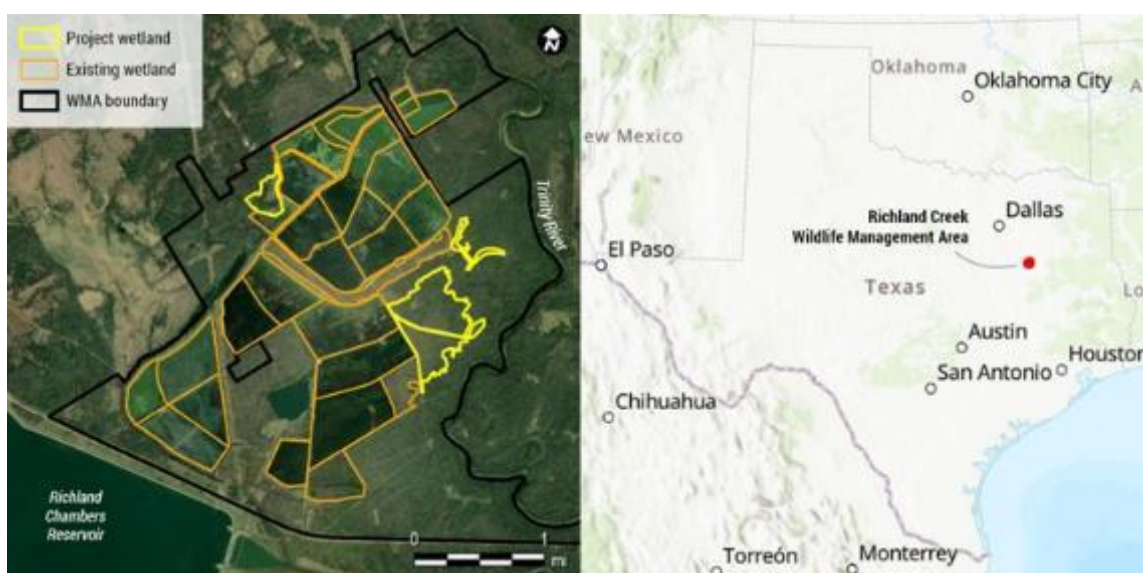 Project wetland
Existing wetland
WMA boundary
N
Trinity River
Richland
Chambers
Reservoir
0 1
mi
Oklahoma
Oklahoma City
A
ew Mexico
Dallas
Richland Creek
Wildlife Management Area
El Paso
Texas
Lo
Austin
Houston
San Antonio
Chihuahua
Torreón
Monterrey